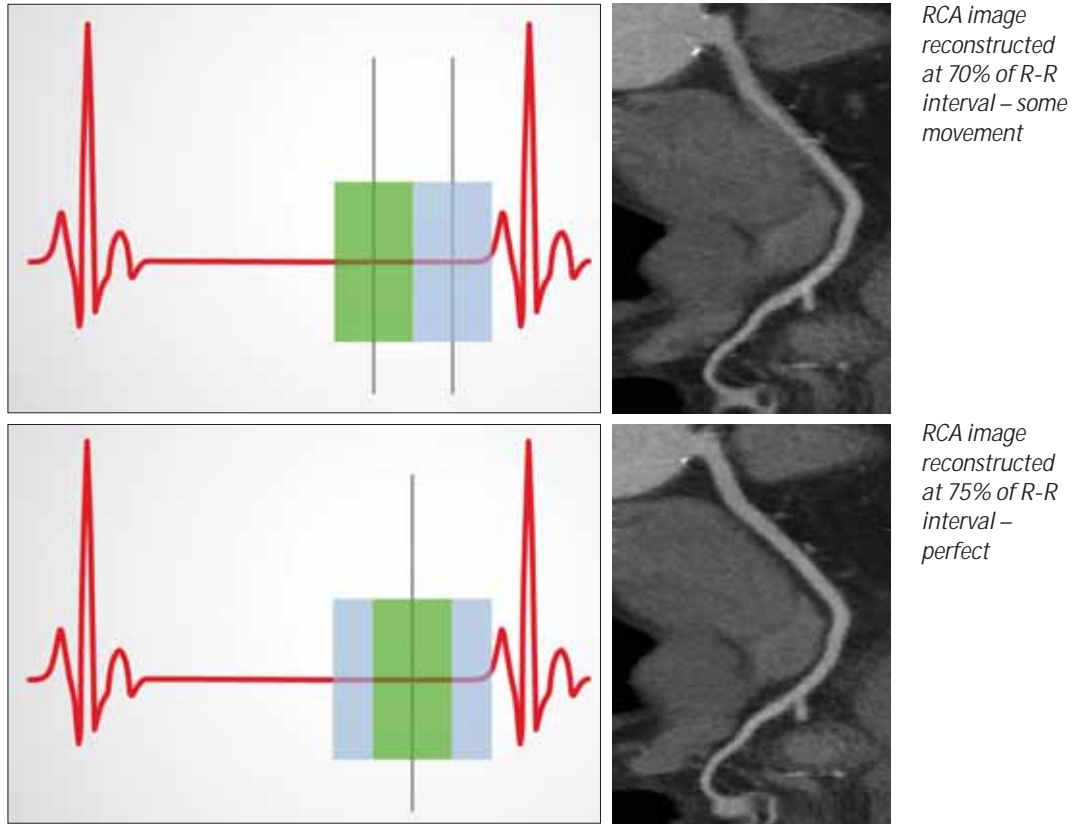 RCA image
reconstructed
at 70% of R-R
interval – some
movement
RCA image
reconstructed
at 75% of R-R
interval –
perfect